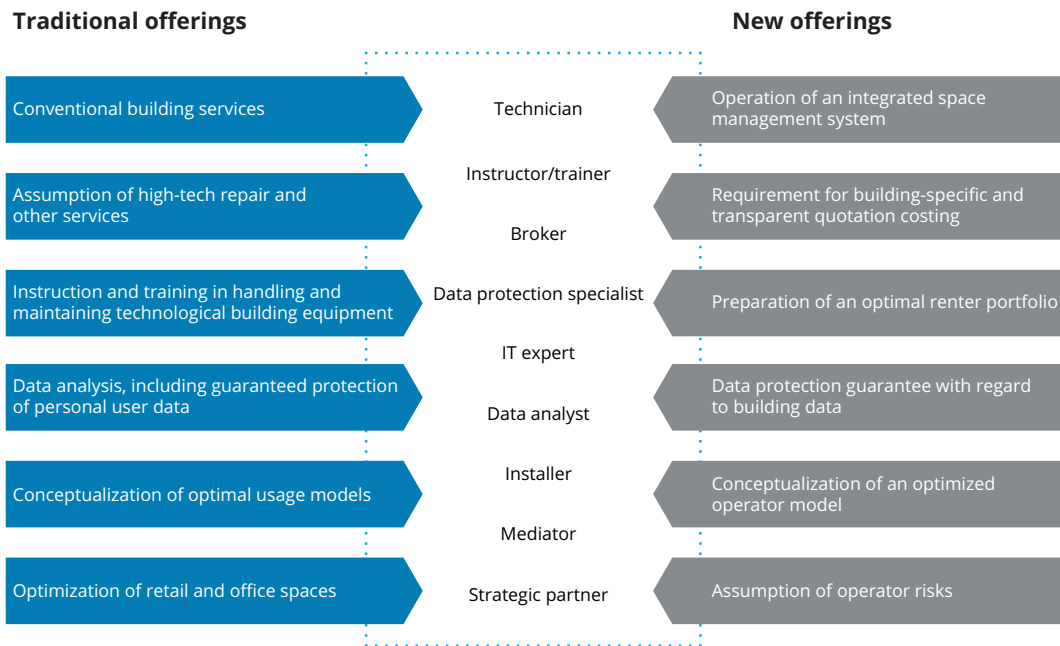 Traditional offerings
New offerings
Conventional building services
Technician
Operation of an integrated space
management system
Instructor/trainer
Assumption of high-tech repair and
other services
Requirement for building-specific and
transparent quotation costing
Broker
Instruction and training in handling and
maintaining technological building equipment
Data protection specialist
Preparation of an optimal renter portfolio
IT expert
Data analysis, including guaranteed protection
of personal user data
Data protection guarantee with regard
to building data
Data analyst
Installer
Conceptualization of optimal usage models
Conceptualization of an optimized
operator model
Mediator
Optimization of retail and office spaces
Strategic partner
Assumption of operator risks